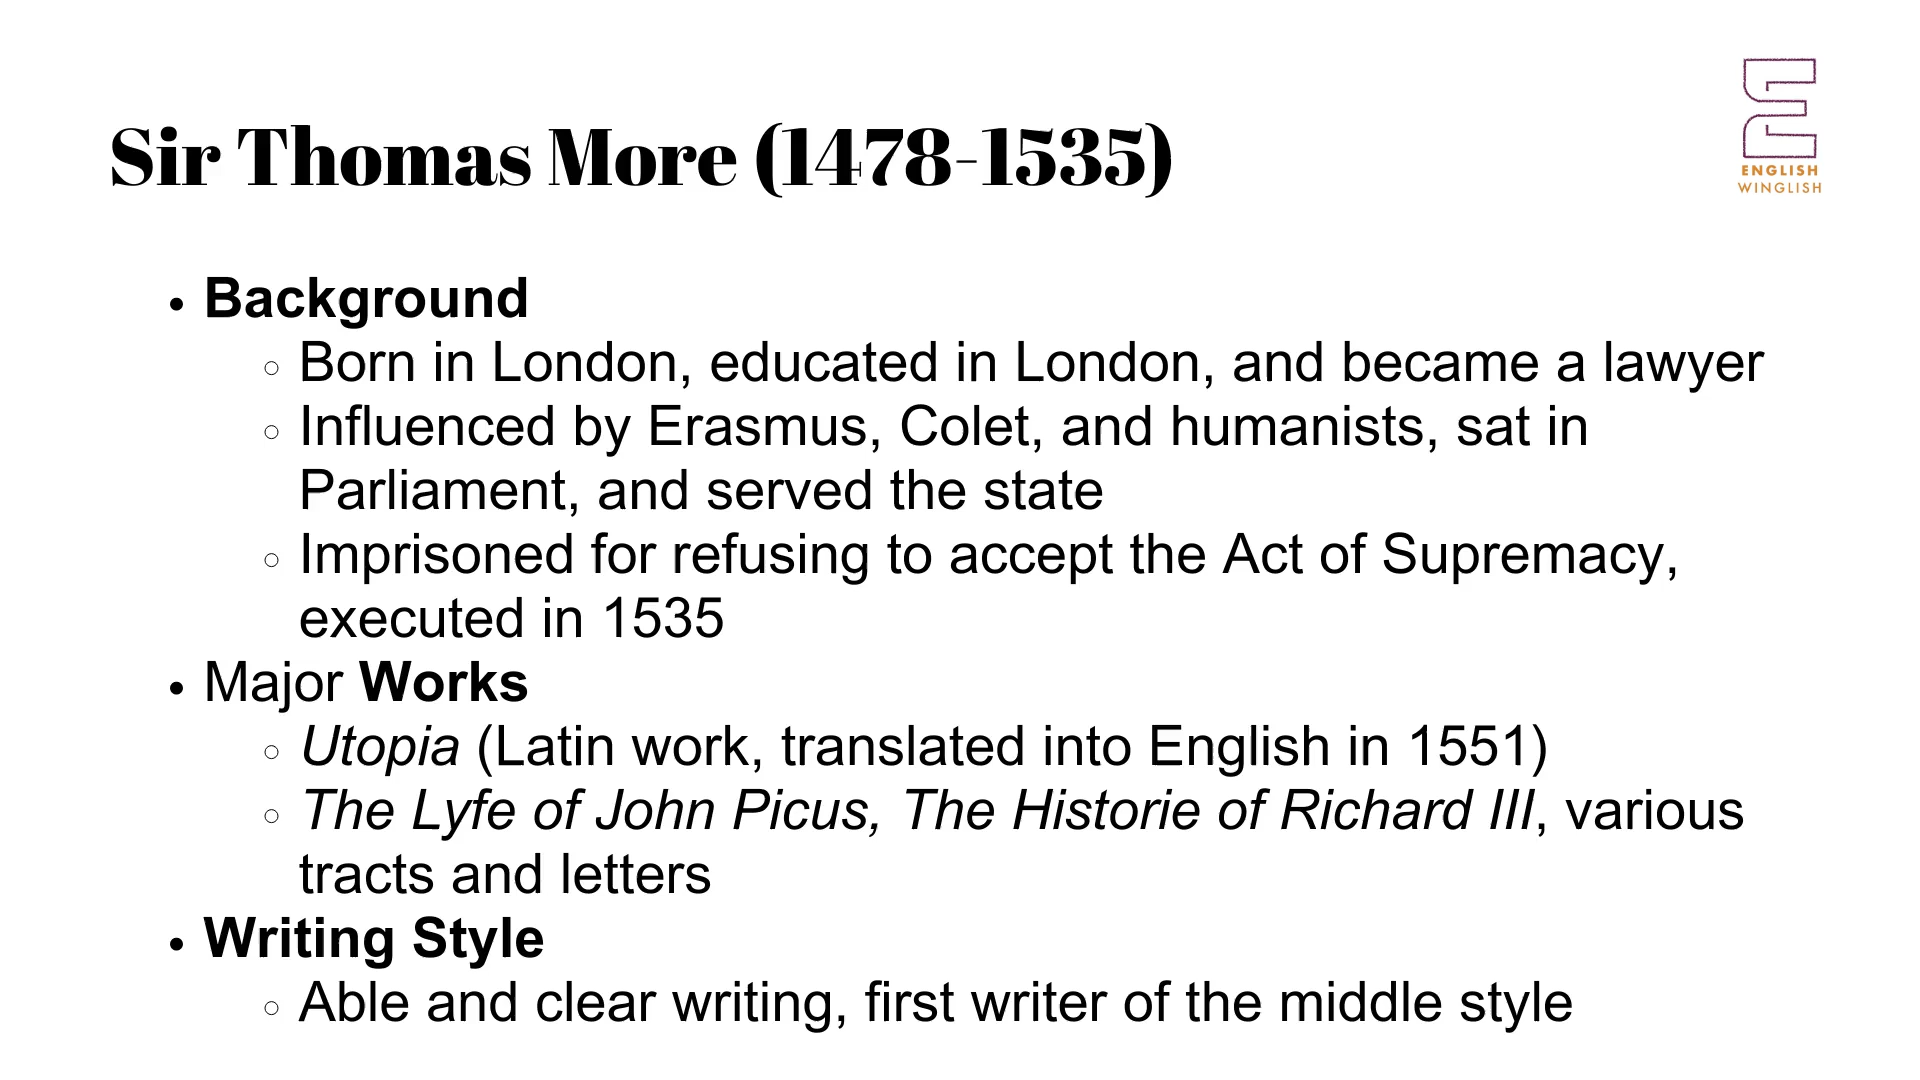 Sir Thomas More (1478-1535)
ENGLISH
WINGLISH
• Background
○ Born in London, educated in London, and became a lawyer
○ Influenced by Erasmus, Colet, and humanists, sat in
Parliament, and served the state
○ Imprisoned for refusing to accept the Act of Supremacy,
executed in 1535
• Major Works
○ Utopia (Latin work, translated into English in 1551)
○ The Lyfe of John Picus, The Historie of Richard III, various
tracts and letters
• Writing Style
○ Able and clear writing, first writer of the middle style